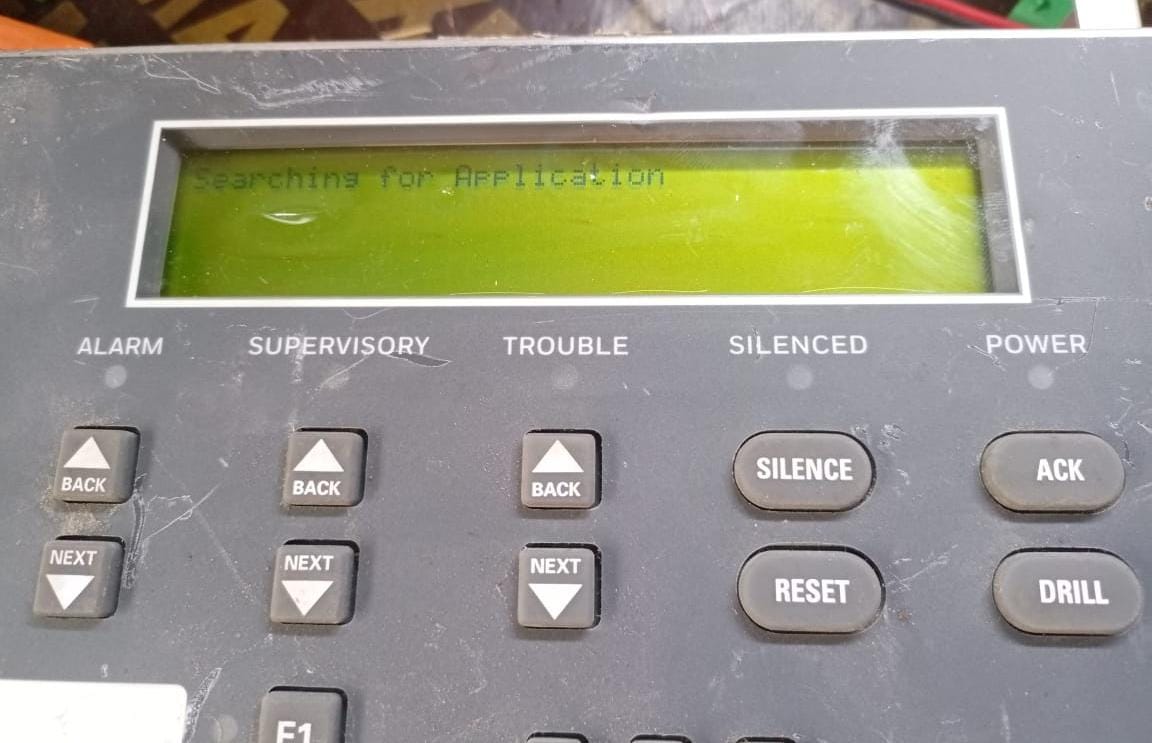 Searching for Application
ALARM SUPERVISORY TROUBLE SILENCED POWER
BACK BACK BACK SILENCE ACK
NEXT NEXT NEXT RESET DRILL
F1